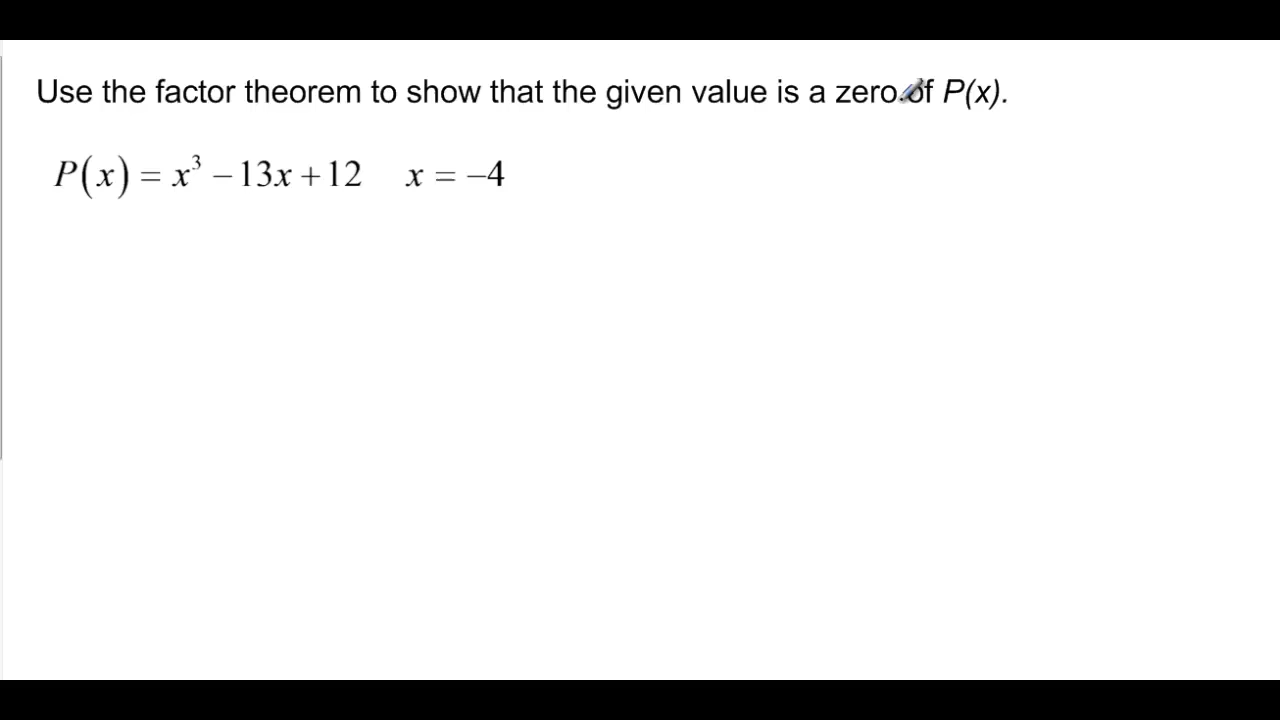 Use the factor theorem to show that the given value is a zero of P(x).
P(x) = x³ − 13x + 12 x = −4